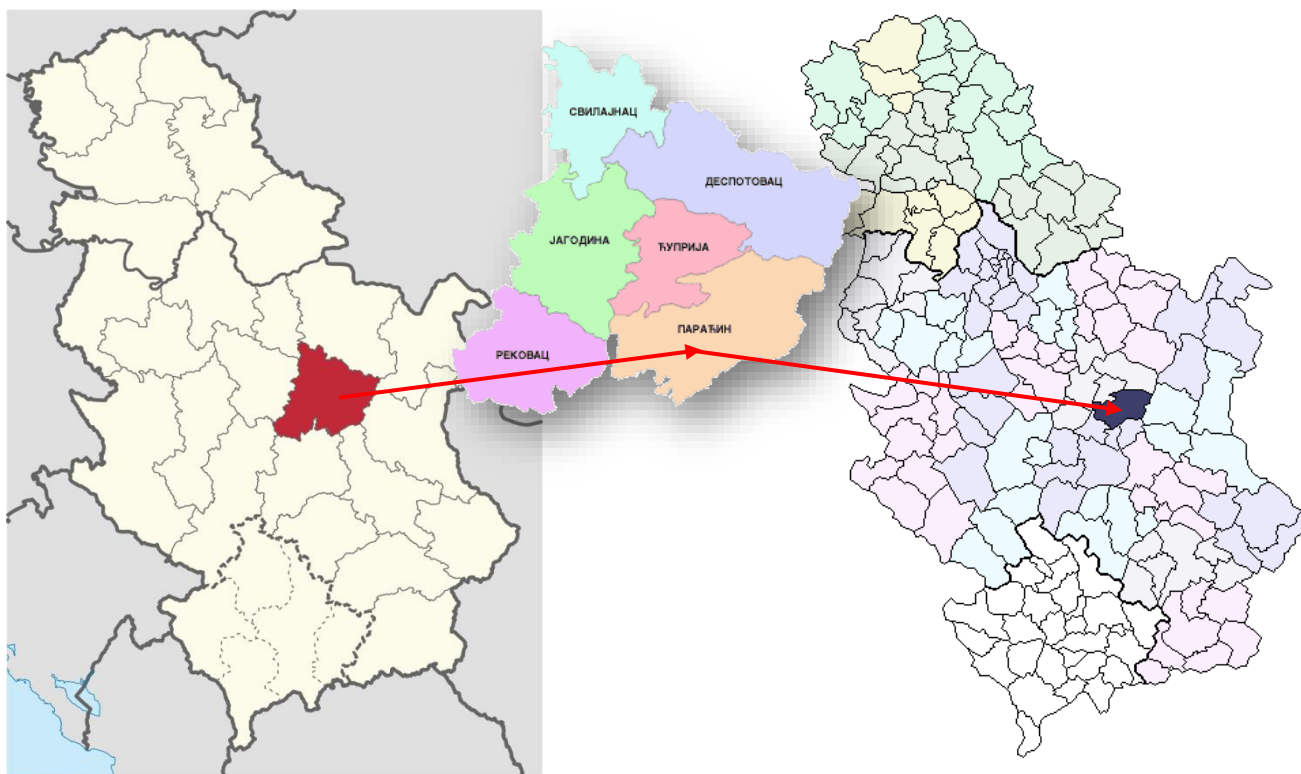 СВИЛАЈНАЦ
ДЕСПОТОВАЦ
ЈАГОДИНА
ЋУПРИЈА
ПАРАЋИН
РЕКОВАЦ